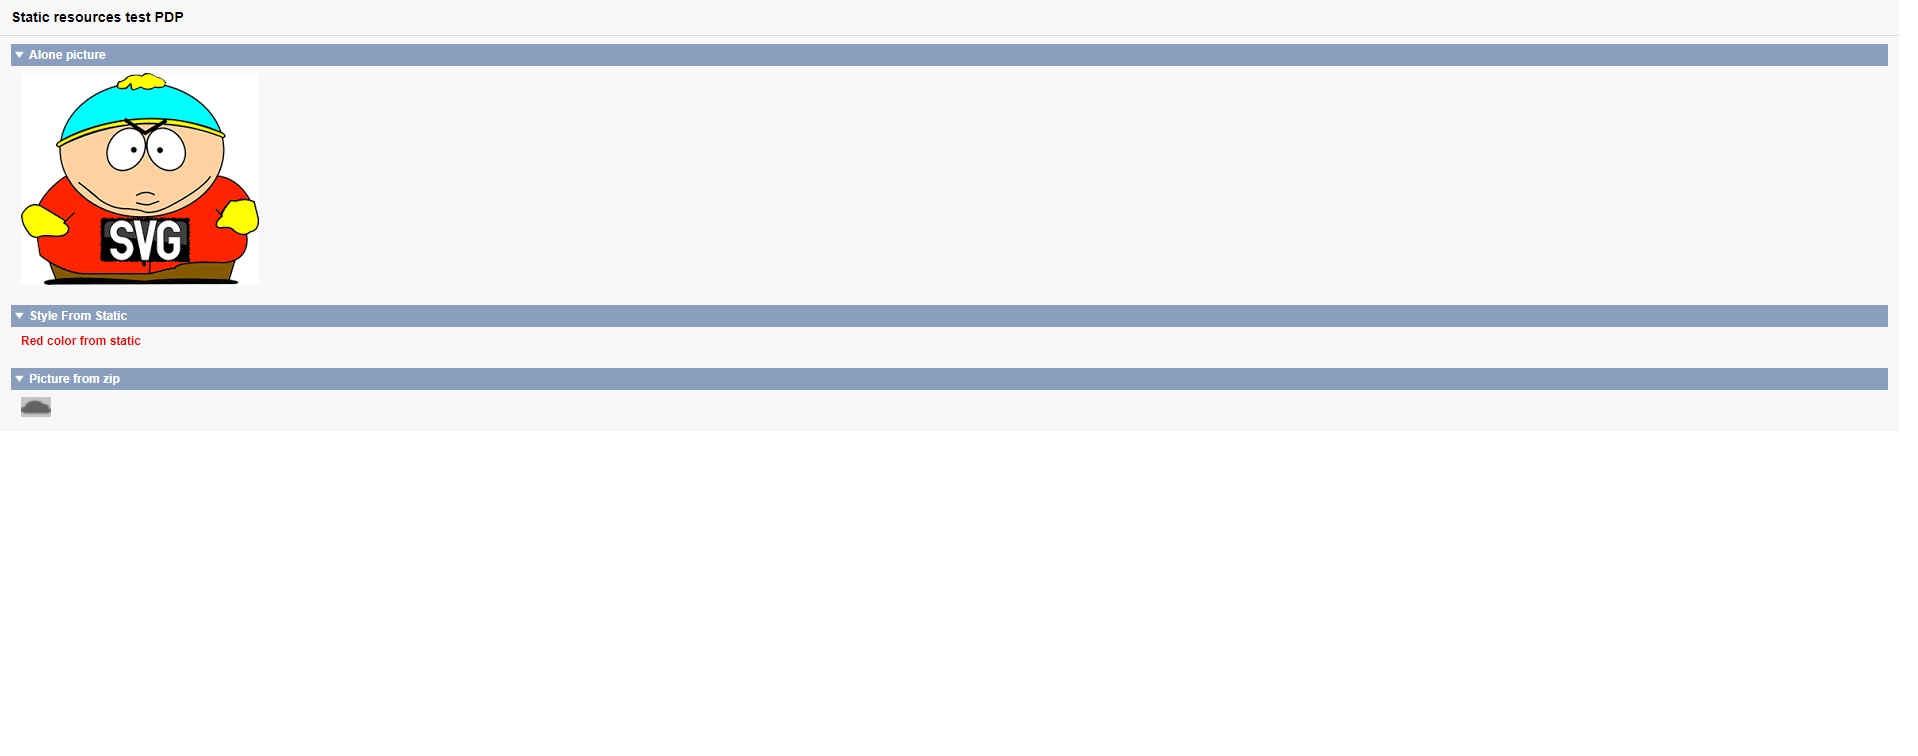 Static resources test PDP
Alone picture
SVG
Style From Static
Red color from static
Picture from zip